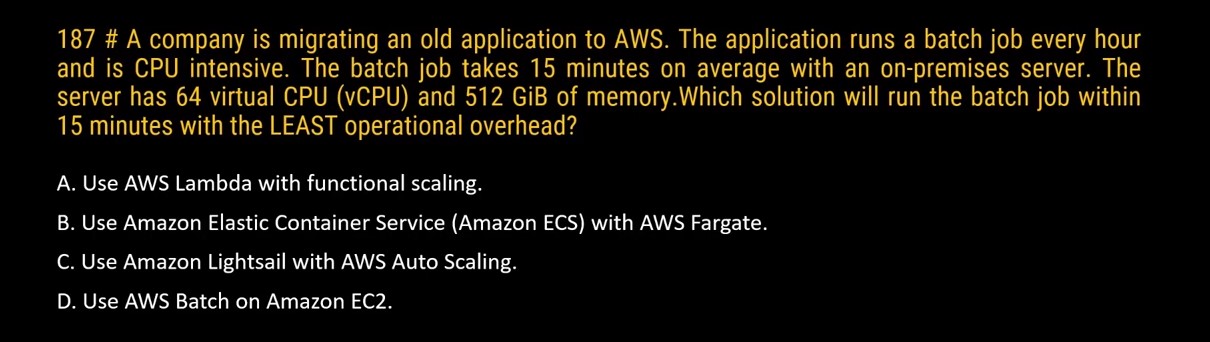 187 # A company is migrating an old application to AWS. The application runs a batch job every hour
and is CPU intensive. The batch job takes 15 minutes on average with an on-premises server. The
server has 64 virtual CPU (vCPU) and 512 GiB of memory.Which solution will run the batch job within
15 minutes with the LEAST operational overhead?
A. Use AWS Lambda with functional scaling.
B. Use Amazon Elastic Container Service (Amazon ECS) with AWS Fargate.
C. Use Amazon Lightsail with AWS Auto Scaling.
D. Use AWS Batch on Amazon EC2.